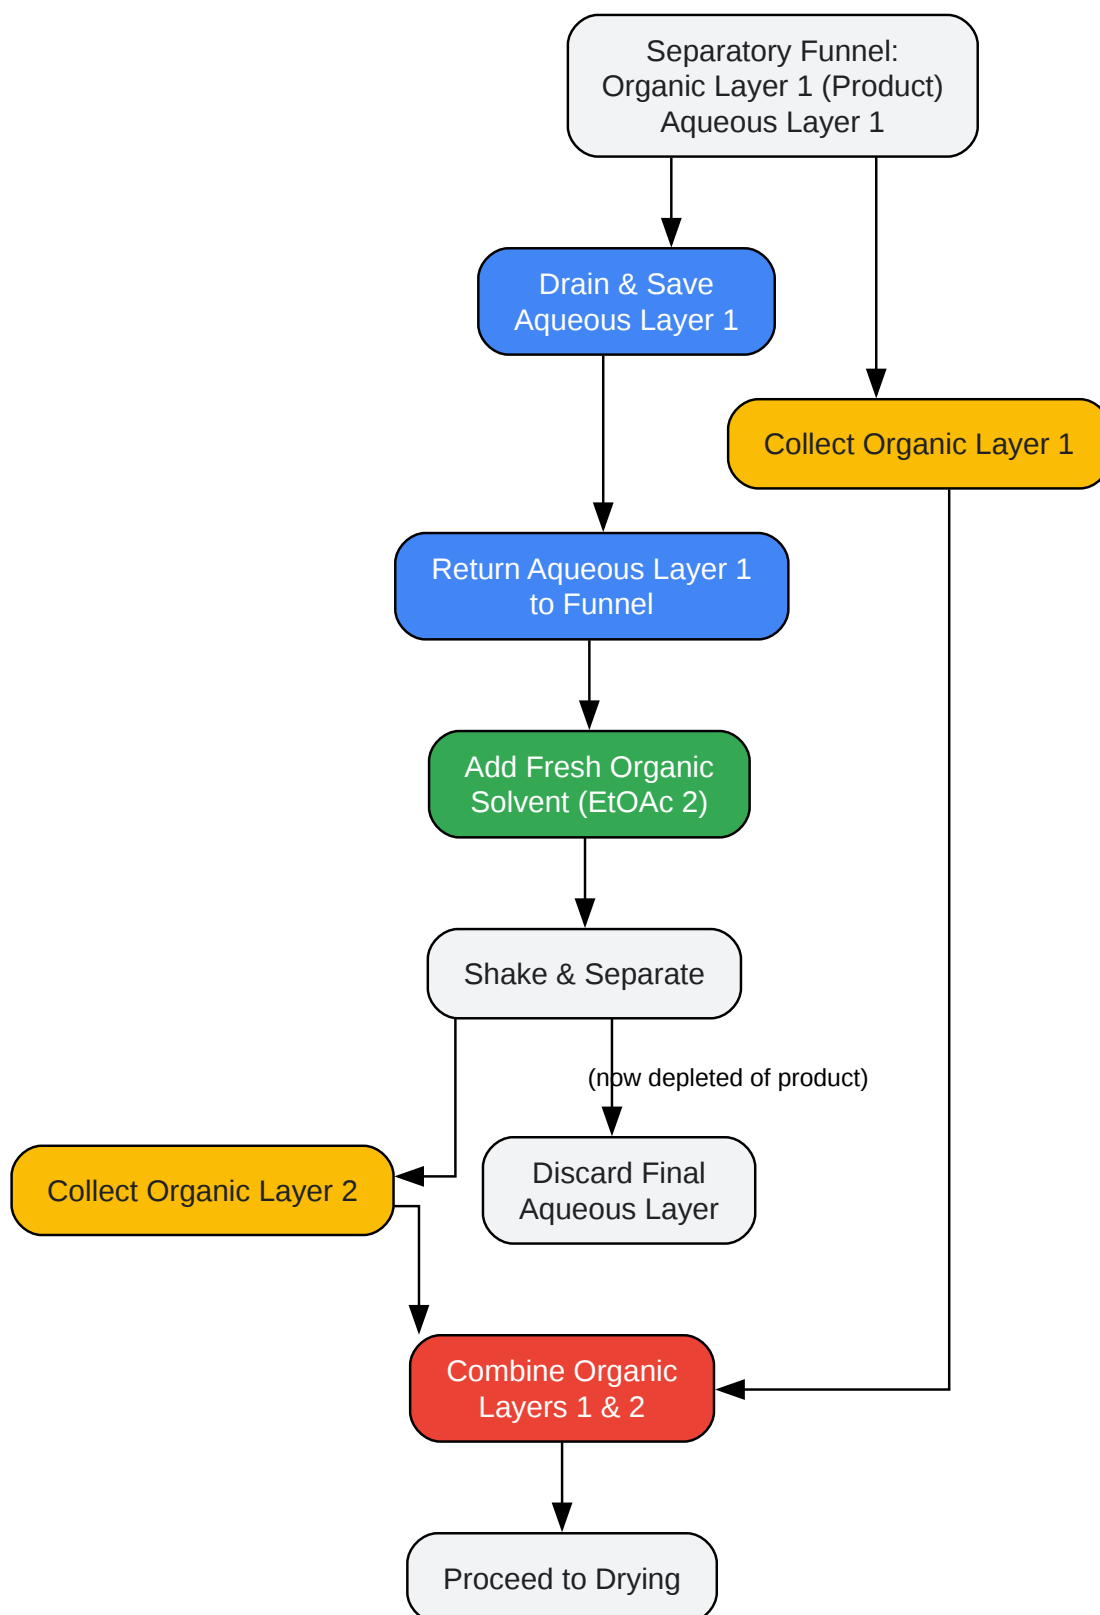 Separatory Funnel:
Organic Layer 1 (Product)
Aqueous Layer 1
Drain & Save
Aqueous Layer 1
Collect Organic Layer 1
Return Aqueous Layer 1
to Funnel
Add Fresh Organic
Solvent (EtOAc 2)
Shake & Separate
(now depleted of product)
Collect Organic Layer 2
Discard Final
Aqueous Layer
Combine Organic
Layers 1 & 2
Proceed to Drying